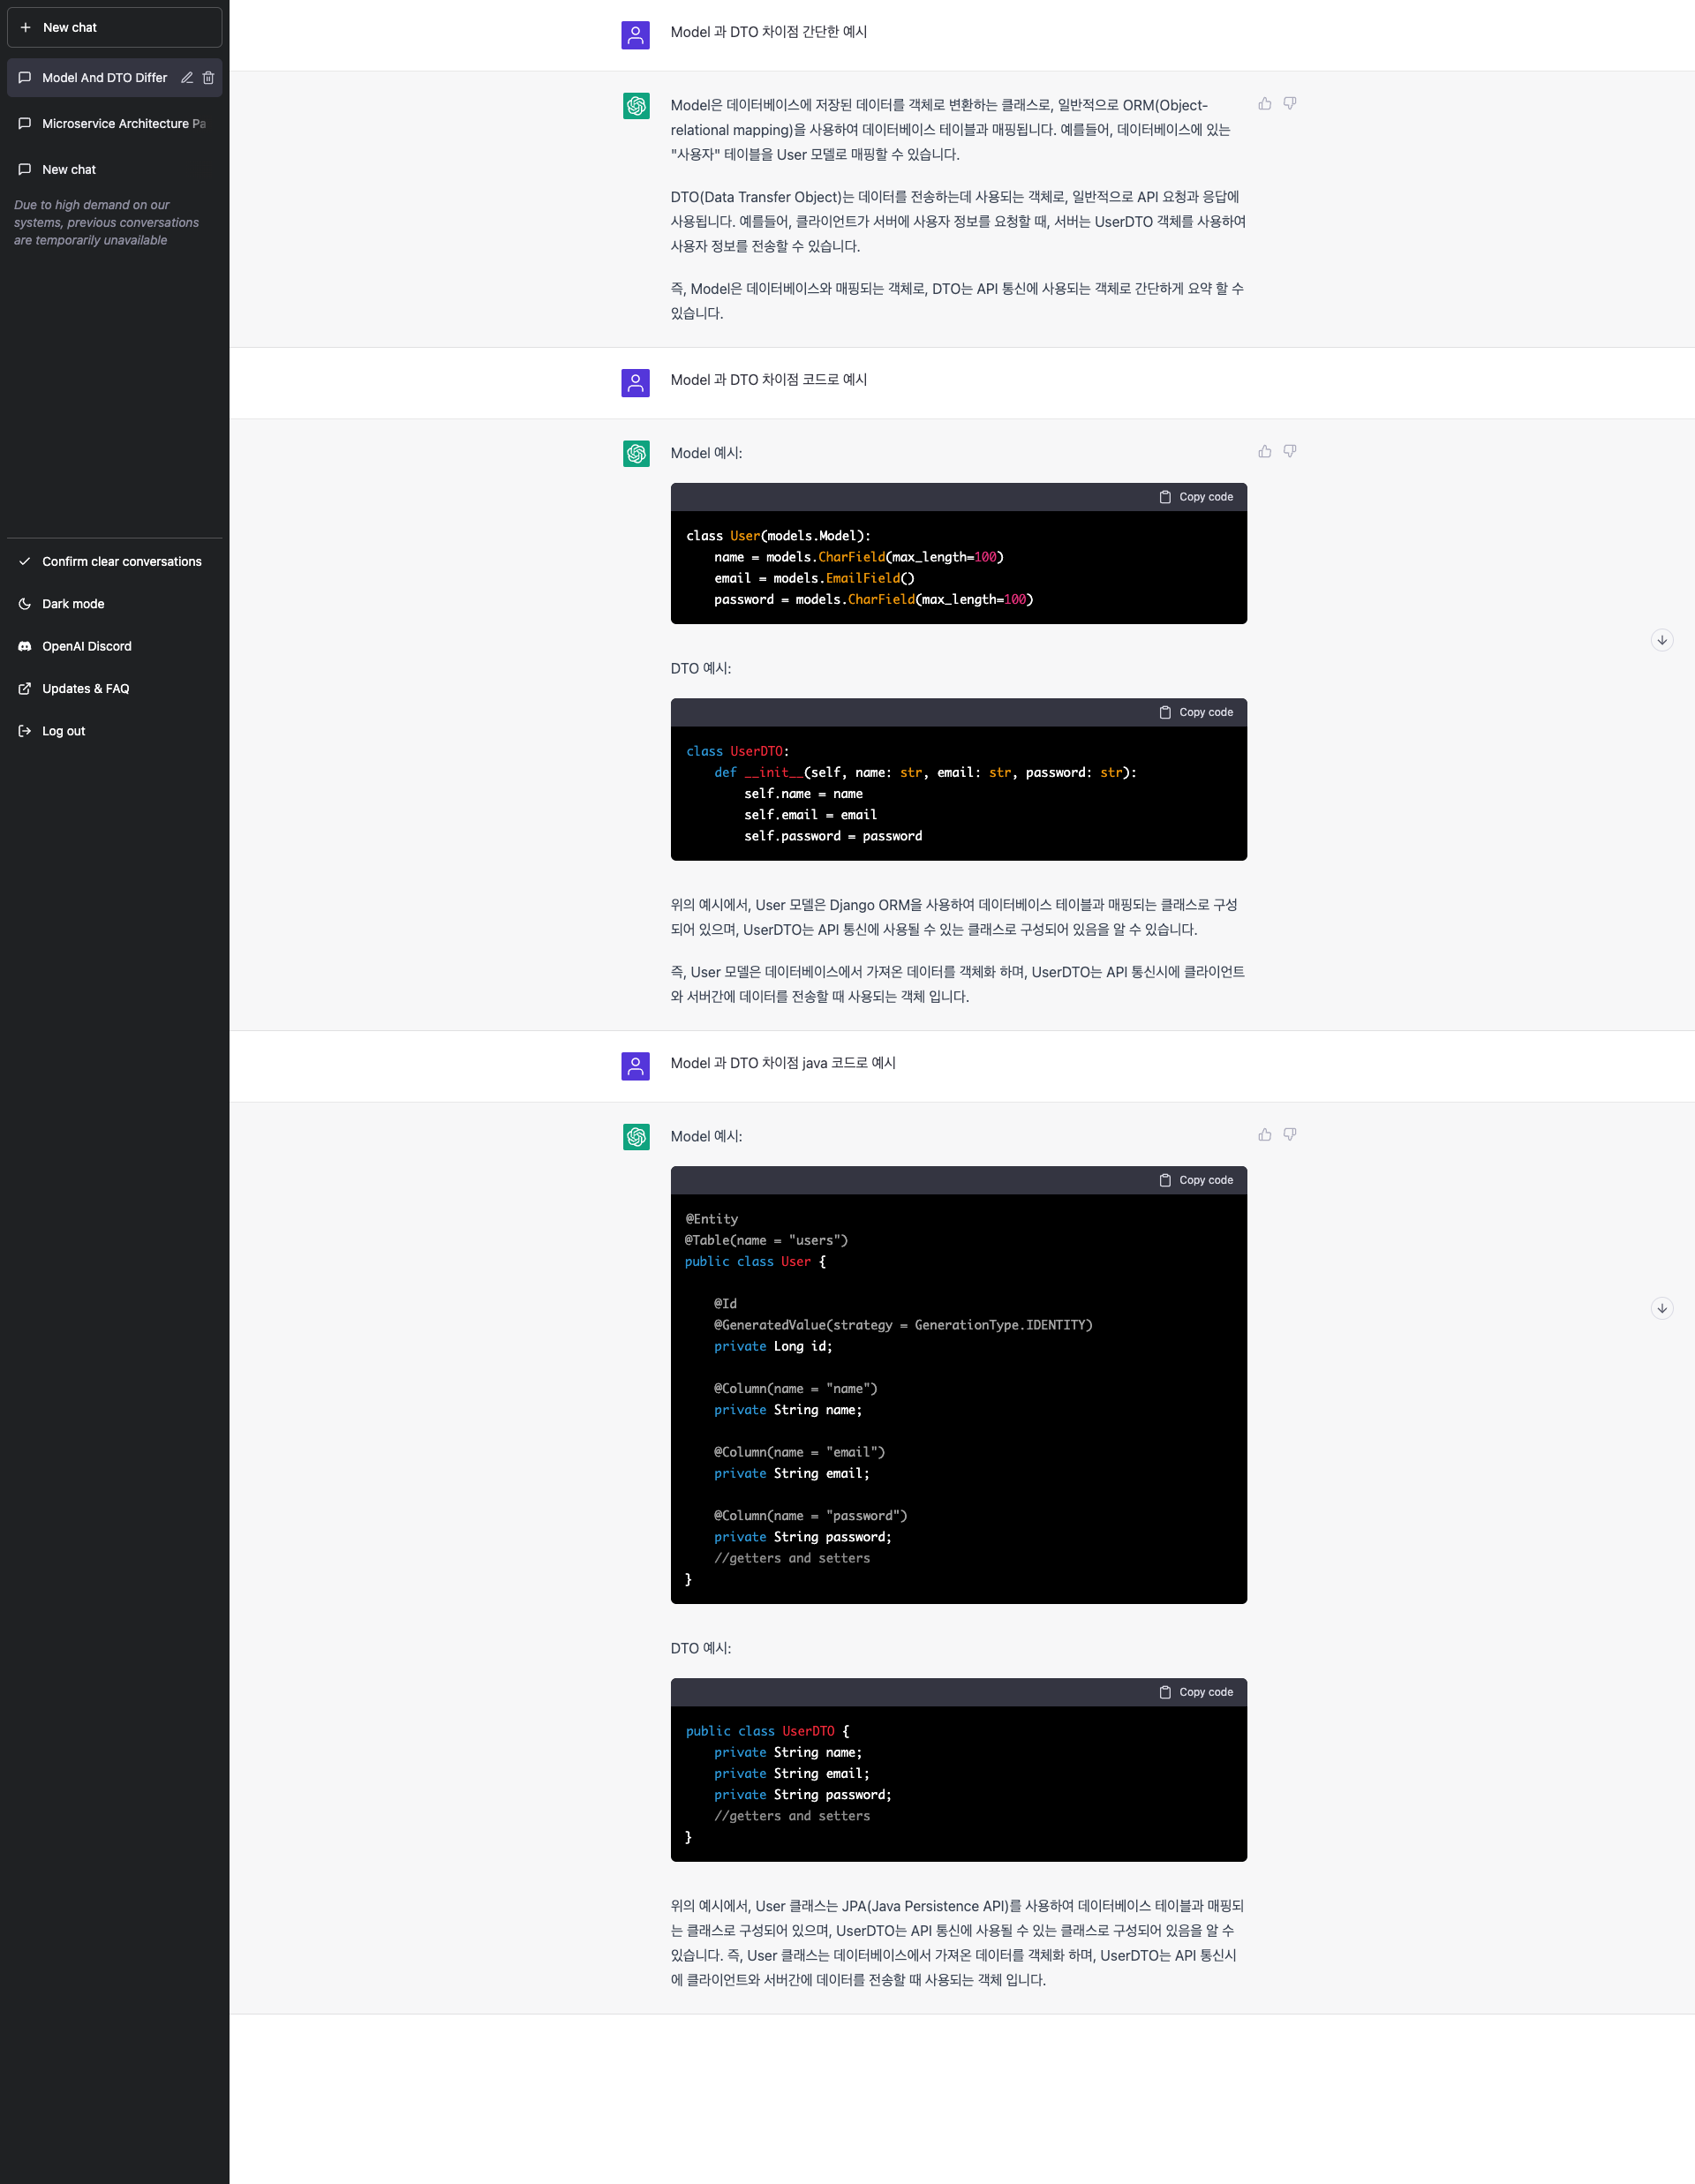 New chat
Model And DTO Differ
Microservice Architecture Pa
New chat
Due to high demand on our
systems, previous conversations
are temporarily unavailable
Confirm clear conversations
Dark mode
OpenAI Discord
Updates & FAQ
Log out
Model 과 DTO 차이점 간단한 예시
Model은 데이터베이스에 저장된 데이터를 객체로 변환하는 클래스로, 일반적으로 ORM(Object-
relational mapping)을 사용하여 데이터베이스 테이블과 매핑됩니다. 예를들어, 데이터베이스에 있는
"사용자" 테이블을 User 모델로 매핑할 수 있습니다.
DTO(Data Transfer Object)는 데이터를 전송하는데 사용되는 객체로, 일반적으로 API 요청과 응답에
사용됩니다. 예를들어, 클라이언트가 서버에 사용자 정보를 요청할 때, 서버는 UserDTO 객체를 사용하여
사용자 정보를 전송할 수 있습니다.
즉, Model은 데이터베이스와 매핑되는 객체로, DTO는 API 통신에 사용되는 객체로 간단하게 요약 할 수
있습니다.
Model 과 DTO 차이점 코드로 예시
Model 예시:
Copy code
class User(models.Model):
    name = models.CharField(max_length=100)
    email = models.EmailField()
    password = models.CharField(max_length=100)
DTO 예시:
Copy code
class UserDTO:
    def __init__(self, name: str, email: str, password: str):
        self.name = name
        self.email = email
        self.password = password
위의 예시에서, User 모델은 Django ORM을 사용하여 데이터베이스 테이블과 매핑되는 클래스로 구성
되어 있으며, UserDTO는 API 통신에 사용될 수 있는 클래스로 구성되어 있음을 알 수 있습니다.
즉, User 모델은 데이터베이스에서 가져온 데이터를 객체화 하며, UserDTO는 API 통신시에 클라이언트
와 서버간에 데이터를 전송할 때 사용되는 객체 입니다.
Model 과 DTO 차이점 java 코드로 예시
Model 예시:
Copy code
@Entity
@Table(name = "users")
public class User {
    @Id
    @GeneratedValue(strategy = GenerationType.IDENTITY)
    private Long id;
    @Column(name = "name")
    private String name;
    @Column(name = "email")
    private String email;
    @Column(name = "password")
    private String password;
    //getters and setters
}
DTO 예시:
Copy code
public class UserDTO {
    private String name;
    private String email;
    private String password;
    //getters and setters
}
위의 예시에서, User 클래스는 JPA(Java Persistence API)를 사용하여 데이터베이스 테이블과 매핑되
는 클래스로 구성되어 있으며, UserDTO는 API 통신에 사용될 수 있는 클래스로 구성되어 있음을 알 수
있습니다. 즉, User 클래스는 데이터베이스에서 가져온 데이터를 객체화 하며, UserDTO는 API 통신시
에 클라이언트와 서버간에 데이터를 전송할 때 사용되는 객체 입니다.